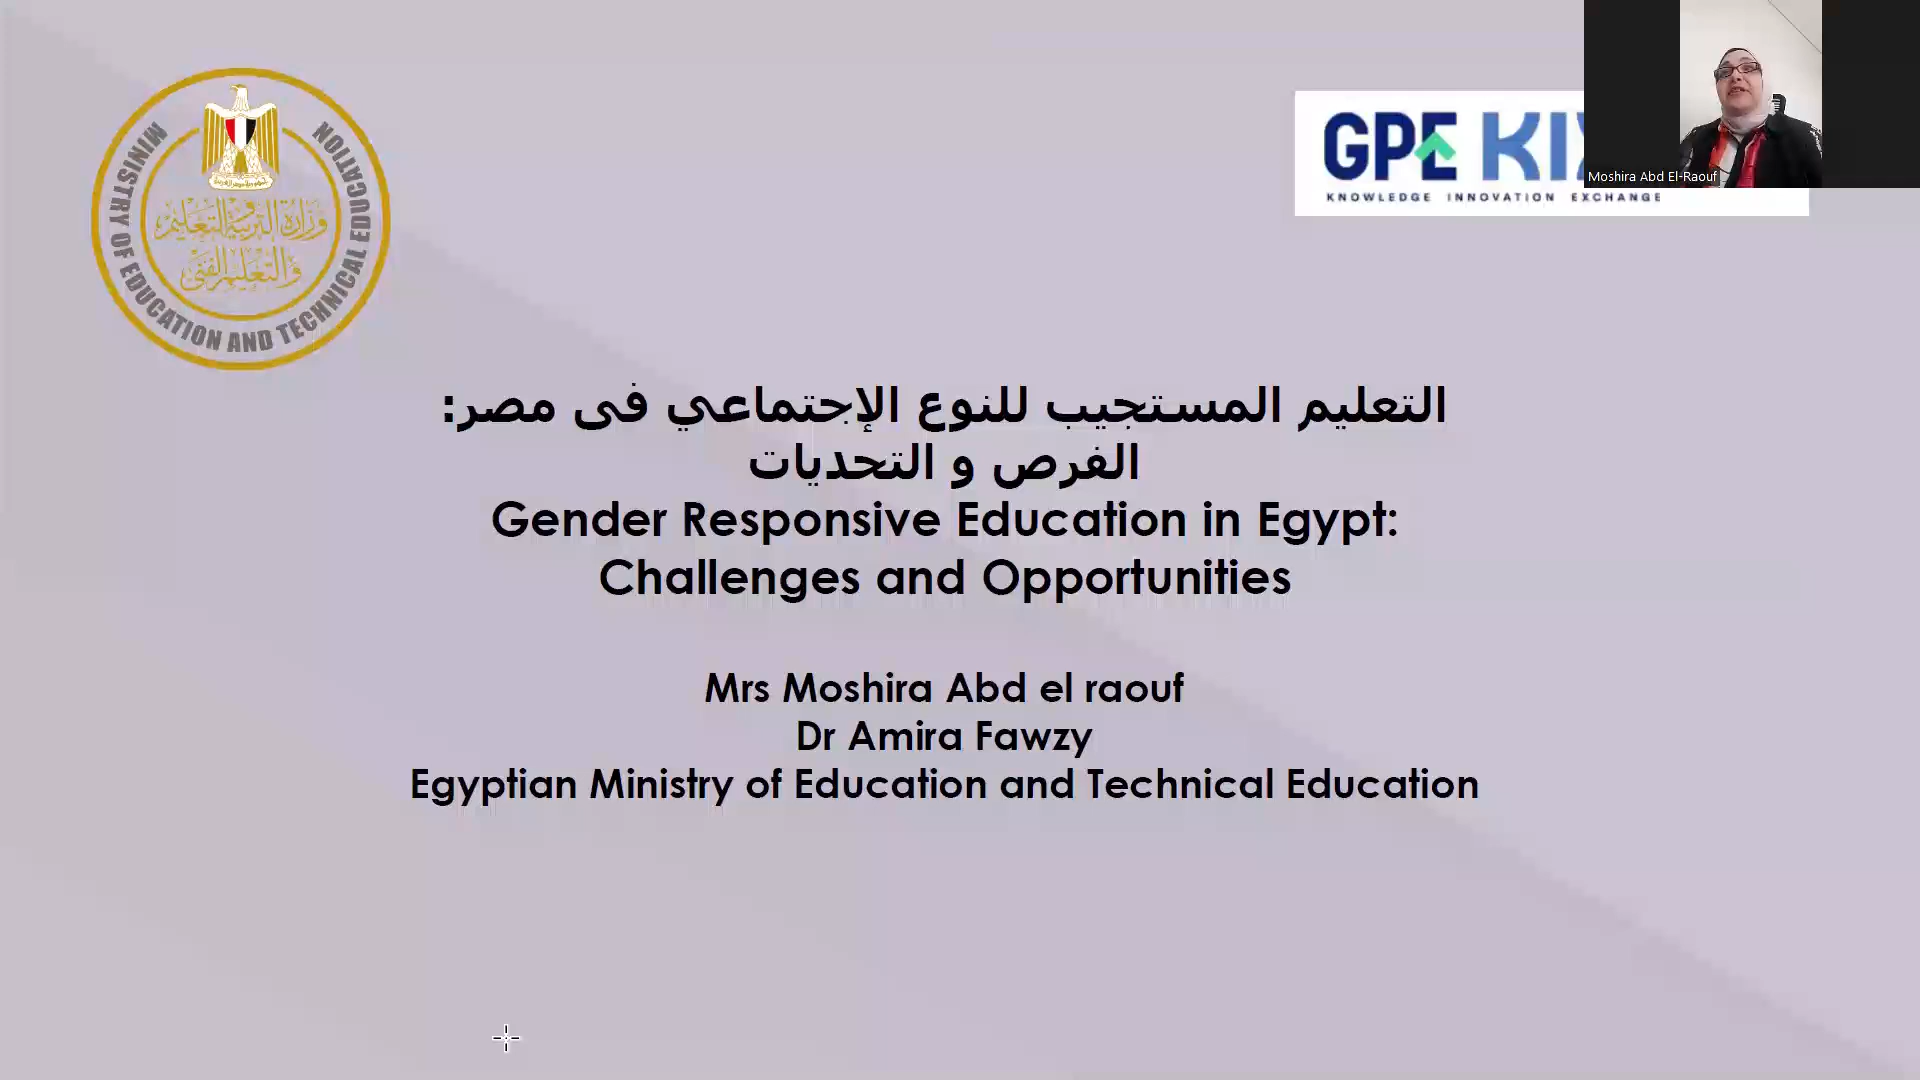 MINISTRY OF EDUCATION AND TECHNICAL EDUCATION
وزارة التربية والتعليم
والتعليم الفني
GPE KIX
KNOWLEDGE INNOVATION EXCHANGE
Moshira Abd El-Raouf
التعليم المستجيب للنوع الإجتماعي فى مصر:
الفرص و التحديات
Gender Responsive Education in Egypt:
Challenges and Opportunities
Mrs Moshira Abd el raouf
Dr Amira Fawzy
Egyptian Ministry of Education and Technical Education